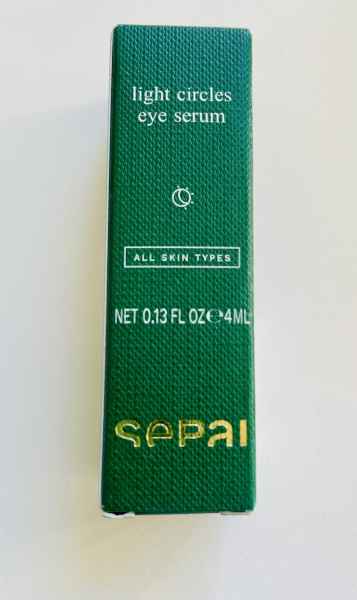 light circles
eye serum
ALL SKIN TYPES
NET 0.13 FL OZ℮4ML
sepai